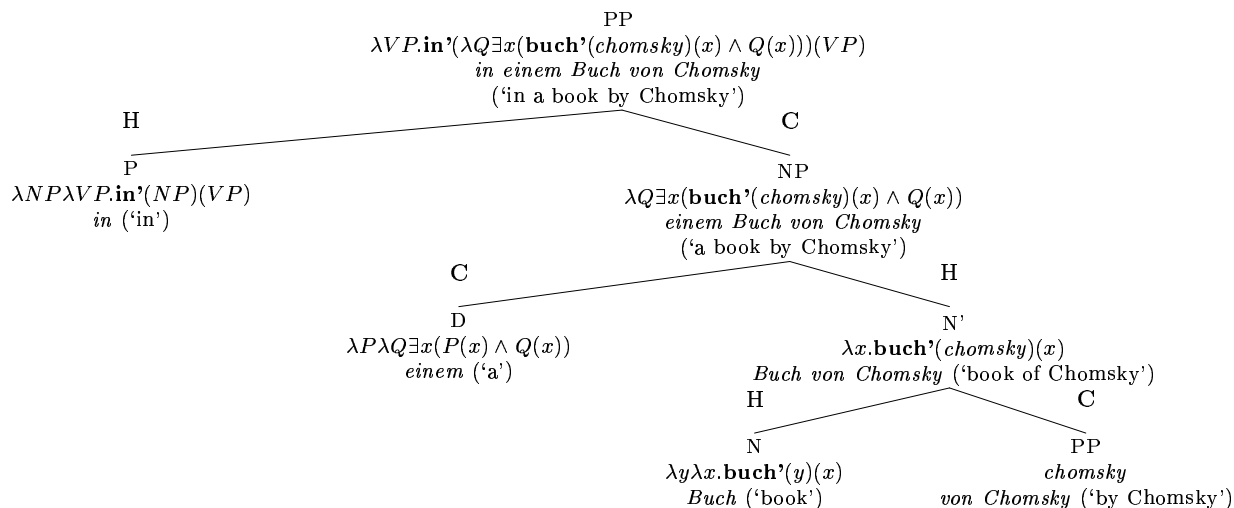 PP
λVP.in'(λQ∃x(buch'(chomsky)(x) ∧ Q(x)))(VP)
in einem Buch von Chomsky
(‘in a book by Chomsky’)
H C
P NP
λNPλVP.in'(NP)(VP) λQ∃x(buch'(chomsky)(x) ∧ Q(x))
in (‘in’) einem Buch von Chomsky
(‘a book by Chomsky’)
C H
D N'
λPλQ∃x(P(x) ∧ Q(x)) λx.buch'(chomsky)(x)
einem (‘a’) Buch von Chomsky (‘book of Chomsky’)
H C
N PP
λyλx.buch'(y)(x) chomsky
Buch (‘book’) von Chomsky (‘by Chomsky’)